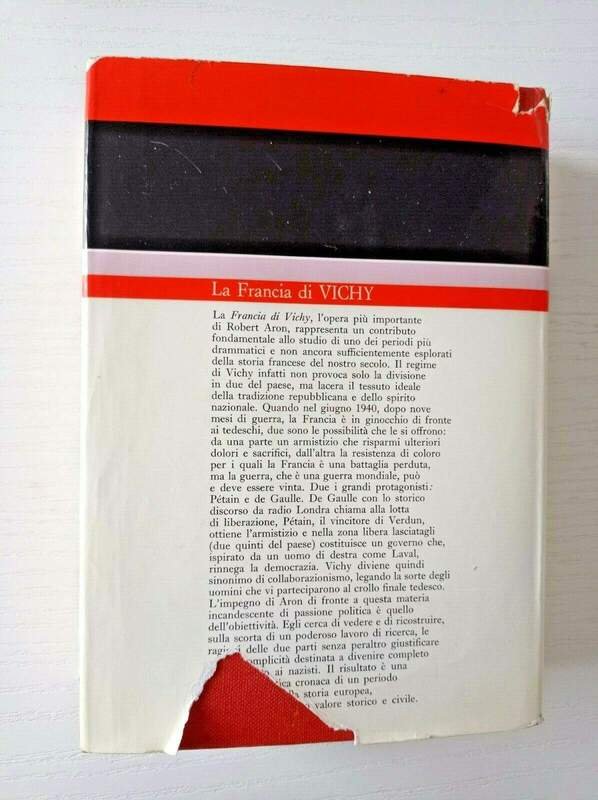 La Francia di VICHY
La Francia di Vichy, l'opera più importante
di Robert Aron, rappresenta un contributo
fondamentale allo studio di uno dei periodi più
drammatici e non ancora sufficientemente esplorati
della storia francese del nostro secolo. Il regime
di Vichy infatti non provoca solo la divisione
in due del paese, ma lacera il tessuto ideale
della tradizione repubblicana e dello spirito
nazionale. Quando nel giugno 1940, dopo nove
mesi di guerra, la Francia è in ginocchio di fronte
ai tedeschi, due sono le possibilità che le si offrono:
da una parte un armistizio che risparmi ulteriori
dolori e sacrifici, dall'altra la resistenza di coloro
per i quali la Francia è una battaglia perduta,
ma la guerra, che è una guerra mondiale, può
e deve essere vinta. Due i grandi protagonisti:
Pétain e de Gaulle. De Gaulle con lo storico
discorso da radio Londra chiama alla lotta
di liberazione, Pétain, il vincitore di Verdun,
ottiene l'armistizio e nella zona libera lasciatagli
(due quinti del paese) costituisce un governo che,
ispirato da un uomo di destra come Laval,
rinnega la democrazia. Vichy diviene quindi
sinonimo di collaborazionismo, legando la sorte degli
uomini che vi parteciparono al crollo finale tedesco.
L'impegno di Aron di fronte a questa materia
incandescente di passione politica è quello
dell'obiettività. Egli cerca di vedere e di ricostruire,
sulla scorta di un poderoso lavoro di ricerca, le
delle due parti senza peraltro giustificare
destinata a divenire completo
ai nazisti. Il risultato è una
cronaca di un periodo
storia europea,
valore storico e civile.